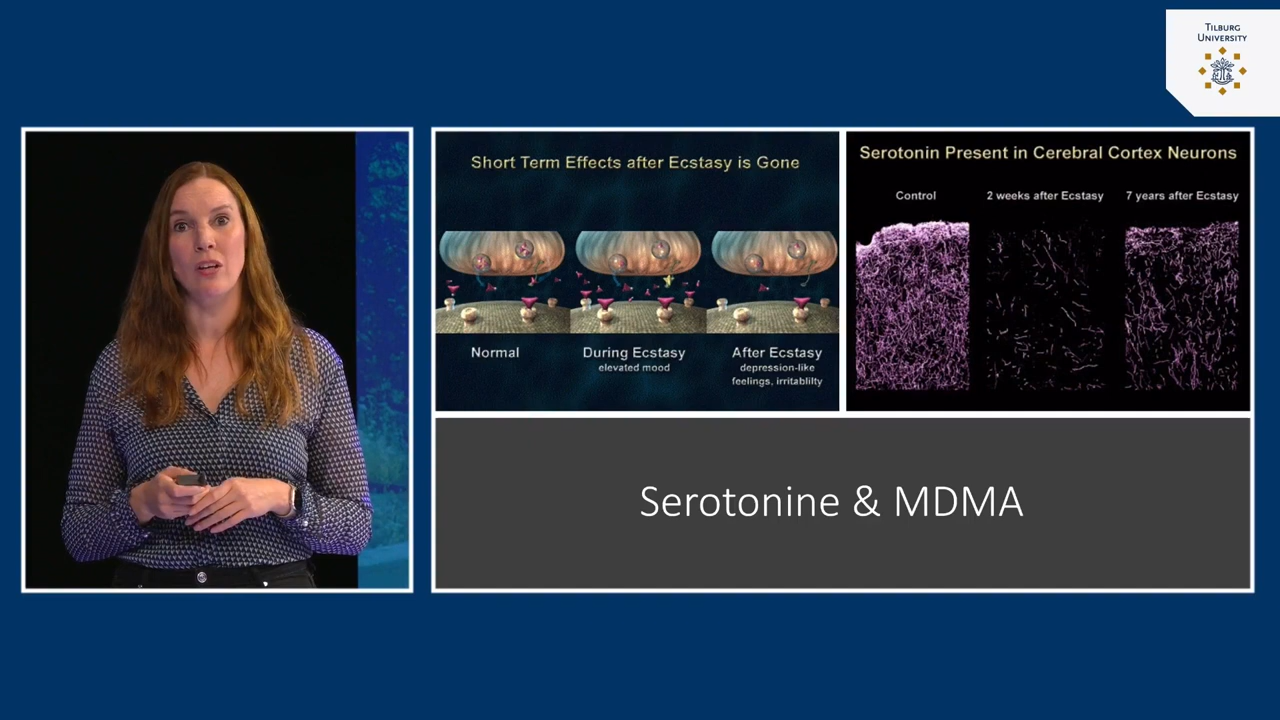 TILBURG
UNIVERSITY
Short Term Effects after Ecstasy is Gone
Normal
During Ecstasy
elevated mood
After Ecstasy
depression-like
feelings, irritablilty
Serotonin Present in Cerebral Cortex Neurons
Control
2 weeks after Ecstasy
7 years after Ecstasy
Serotonine & MDMA